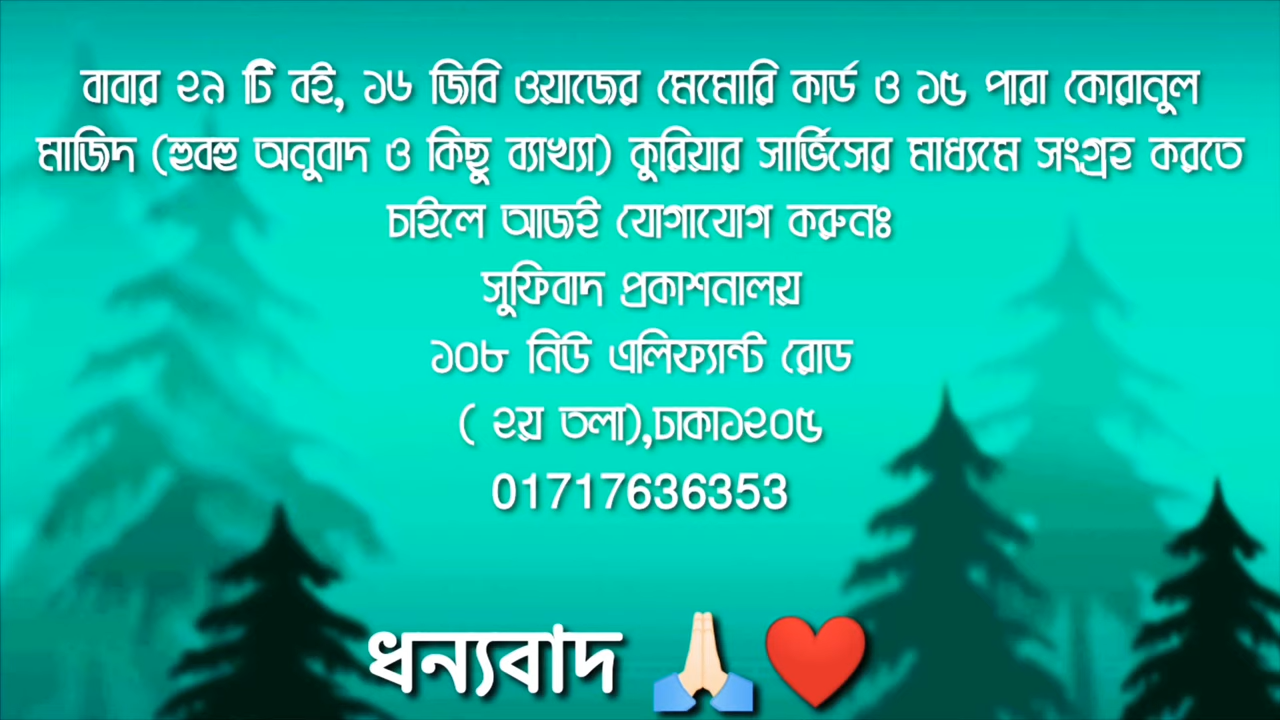 বাবার ২৯ টি বই, ১৬ জিবি ওয়াজের মেমোরি কার্ড ও ১৫ পারা কোরানুল
মাজিদ (হুবহু অনুবাদ ও কিছু ব্যাখ্যা) কুরিয়ার সার্ভিসের মাধ্যমে সংগ্রহ করতে
চাইলে আজই যোগাযোগ করুনঃ
সুফিবাদ প্রকাশনালয়
১০৮ নিউ এলিফ্যান্ট রোড
( ২য় তলা),ঢাকা১২০৫
01717636353
ধন্যবাদ 🙏🏻❤️